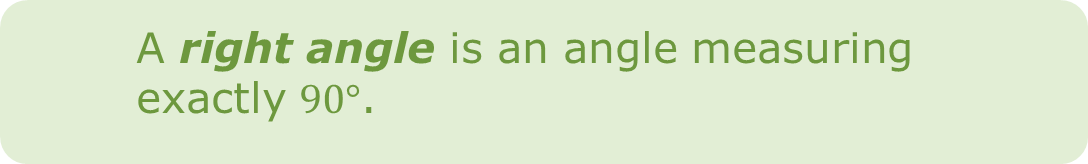 A right angle is an angle measuring
exactly 90°.